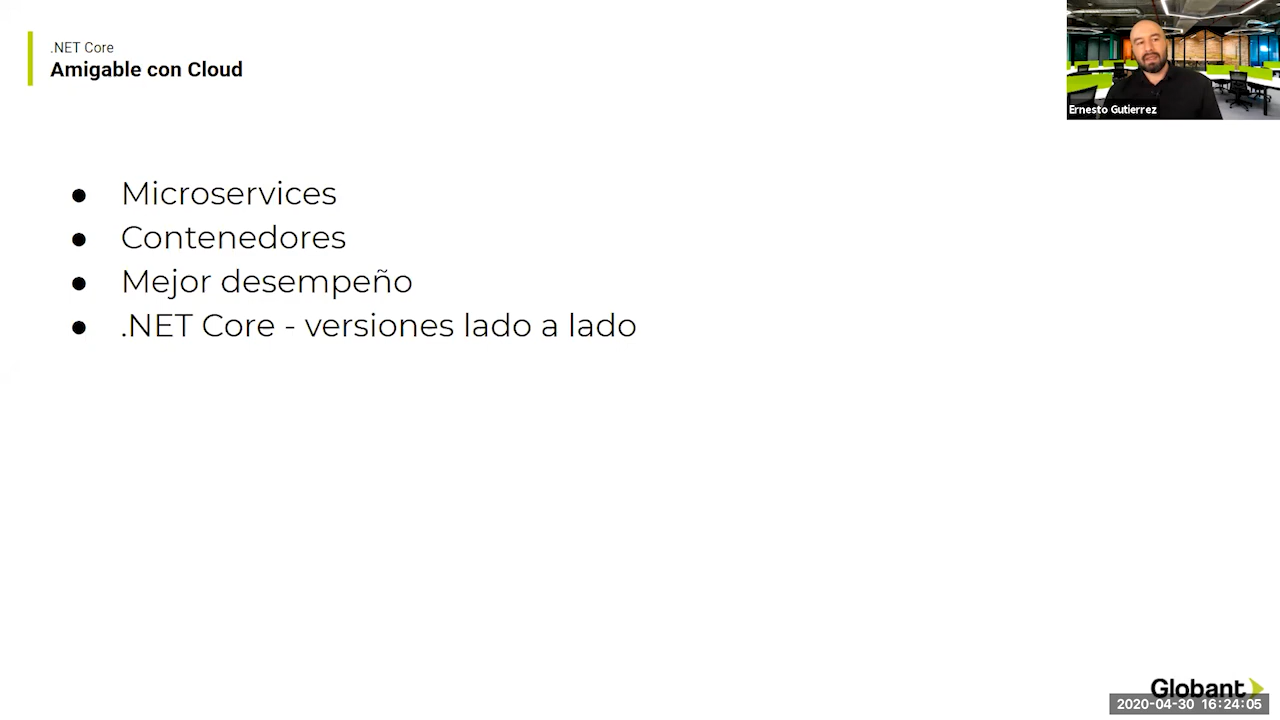 .NET Core
Amigable con Cloud
Ernesto Gutierrez
● Microservices
● Contenedores
● Mejor desempeño
● .NET Core - versiones lado a lado
Globant
2020-04-30 16:24:05